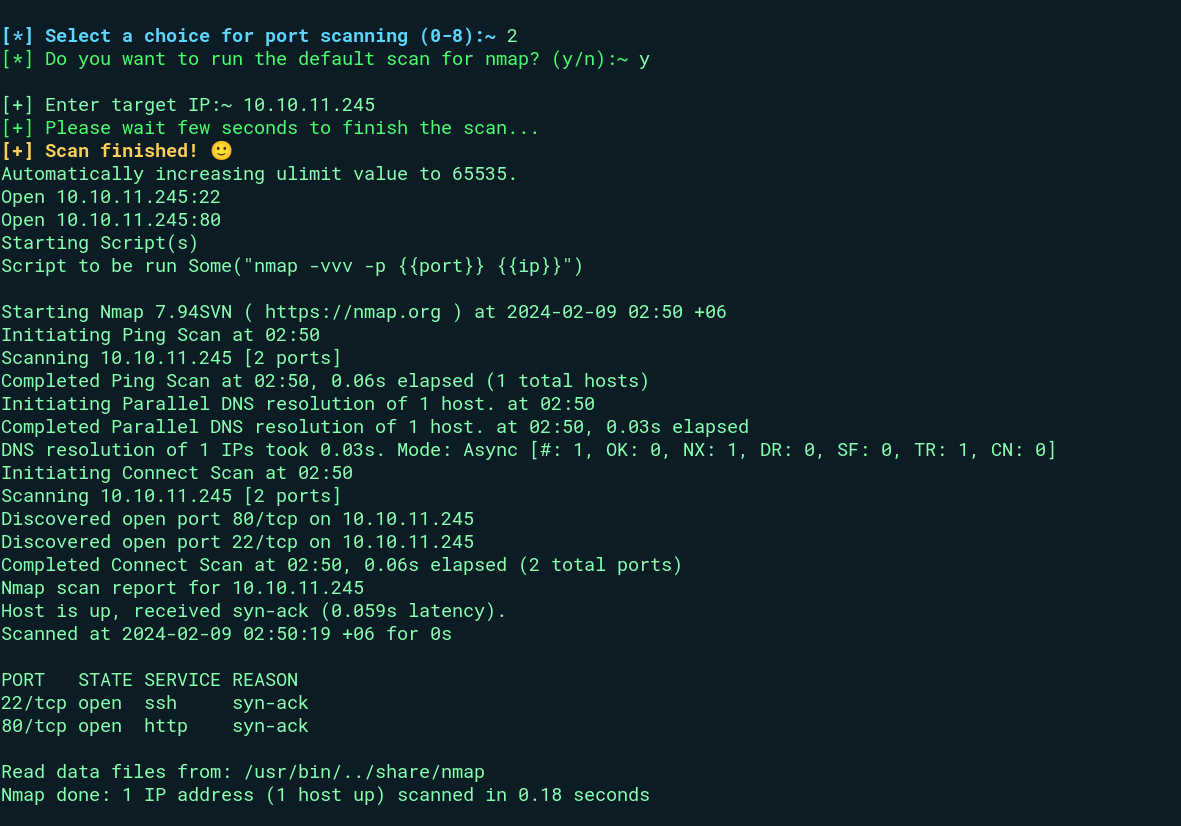 [*] Select a choice for port scanning (0-8):~ 2
[*] Do you want to run the default scan for nmap? (y/n):~ y
[+] Enter target IP:~ 10.10.11.245
[+] Please wait few seconds to finish the scan...
[+] Scan finished! 🙂
Automatically increasing ulimit value to 65535.
Open 10.10.11.245:22
Open 10.10.11.245:80
Starting Script(s)
Script to be run Some("nmap -vvv -p {{port}} {{ip}}")
Starting Nmap 7.94SVN ( https://nmap.org ) at 2024-02-09 02:50 +06
Initiating Ping Scan at 02:50
Scanning 10.10.11.245 [2 ports]
Completed Ping Scan at 02:50, 0.06s elapsed (1 total hosts)
Initiating Parallel DNS resolution of 1 host. at 02:50
Completed Parallel DNS resolution of 1 host. at 02:50, 0.03s elapsed
DNS resolution of 1 IPs took 0.03s. Mode: Async [#: 1, OK: 0, NX: 1, DR: 0, SF: 0, TR: 1, CN: 0]
Initiating Connect Scan at 02:50
Scanning 10.10.11.245 [2 ports]
Discovered open port 80/tcp on 10.10.11.245
Discovered open port 22/tcp on 10.10.11.245
Completed Connect Scan at 02:50, 0.06s elapsed (2 total ports)
Nmap scan report for 10.10.11.245
Host is up, received syn-ack (0.059s latency).
Scanned at 2024-02-09 02:50:19 +06 for 0s
PORT   STATE SERVICE REASON
22/tcp open  ssh     syn-ack
80/tcp open  http    syn-ack
Read data files from: /usr/bin/../share/nmap
Nmap done: 1 IP address (1 host up) scanned in 0.18 seconds